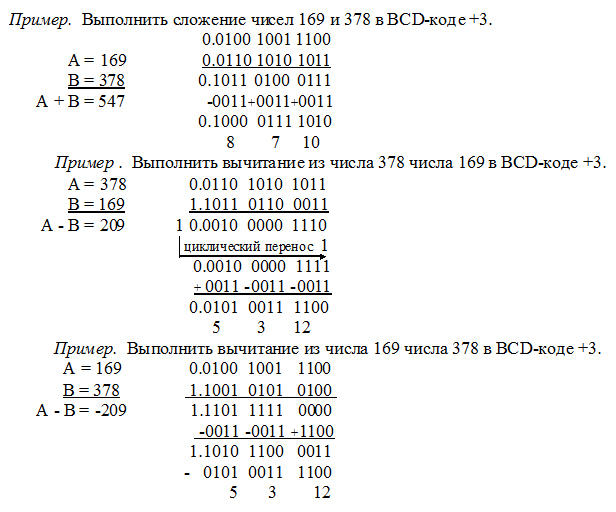 Пример. Выполнить сложение чисел 169 и 378 в BCD-коде +3.
0.0100 1001 1100
A = 169 0.0110 1010 1011
B = 378 0.1011 0100 0111
A + B = 547 -0011+0011+0011
0.1000 0111 1010
8 7 10
Пример . Выполнить вычитание из числа 378 числа 169 в BCD-коде +3.
A = 378 0.0110 1010 1011
B = 169 1.1011 0110 0011
A - B = 209 1 0.0010 0000 1110
циклический перенос 1
0.0010 0000 1111
+ 0011 -0011 -0011
0.0101 0011 1100
5 3 12
Пример. Выполнить вычитание из числа 169 числа 378 в BCD-коде +3.
A = 169 0.0100 1001 1100
B = 378 1.1001 0101 0100
A - B = -209 1.1101 1111 0000
-0011 -0011 +1100
1.1010 1100 0011
- 0101 0011 1100
5 3 12